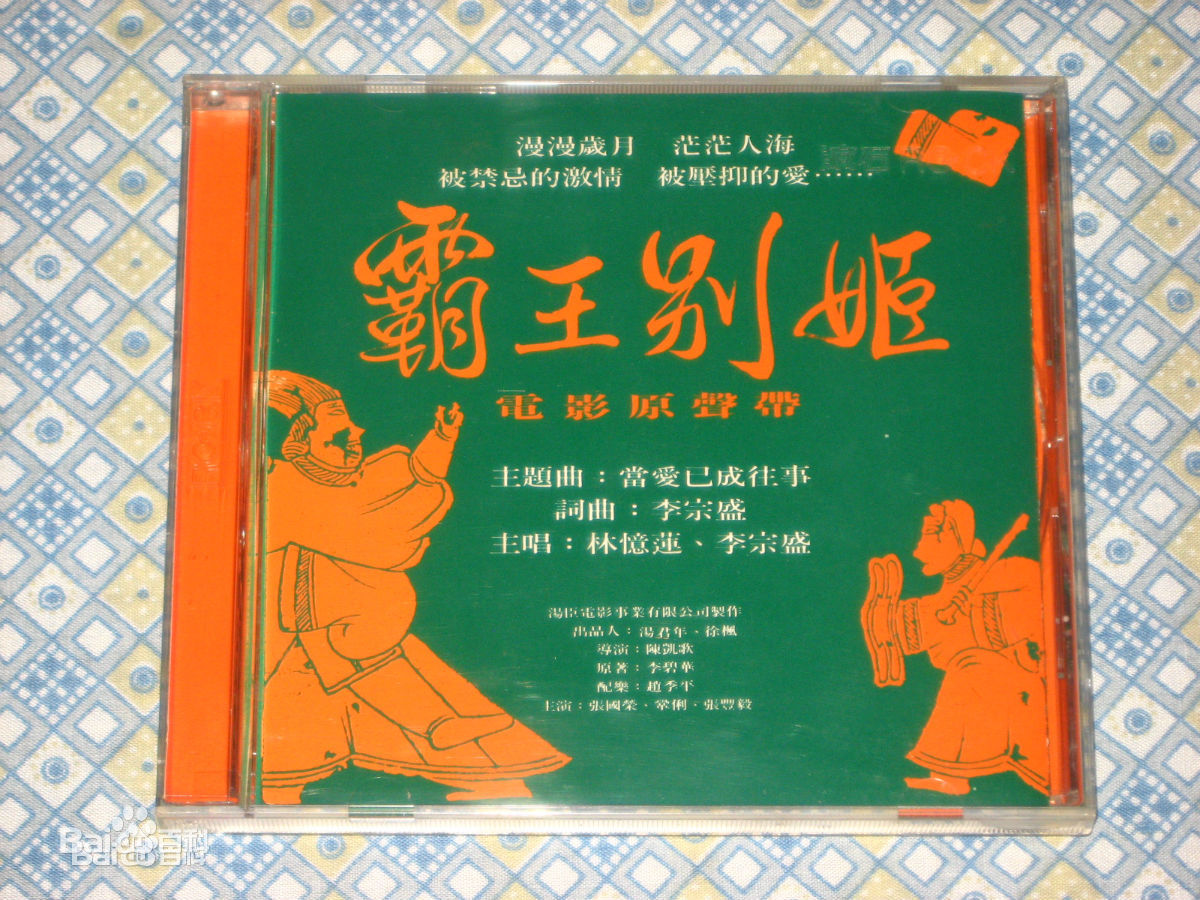 漫漫歲月　茫茫人海
被禁忌的激情　被壓抑的愛……
霸王別姬
電影原聲帶
主題曲：當愛已成往事
詞曲：李宗盛
主唱：林憶蓮、李宗盛
湯臣電影事業有限公司製作
出品人：湯君年、徐楓
導演：陳凱歌
原著：李碧華
配樂：趙季平
主演：張國榮、鞏俐、張豐毅
Bai百科